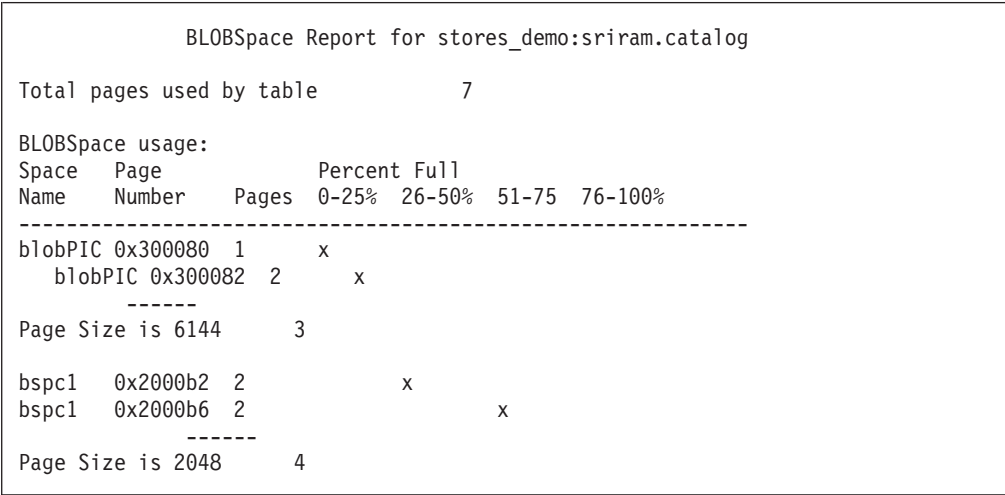 BLOBSpace Report for stores_demo:sriram.catalog
Total pages used by table 7
BLOBSpace usage:
Space Page Percent Full
Name Number Pages 0-25% 26-50% 51-75 76-100%
-------------------------------------------------------------
blobPIC 0x300080 1 x
blobPIC 0x300082 2 x
------
Page Size is 6144 3
bspc1 0x2000b2 2 x
bspc1 0x2000b6 2 x
------
Page Size is 2048 4